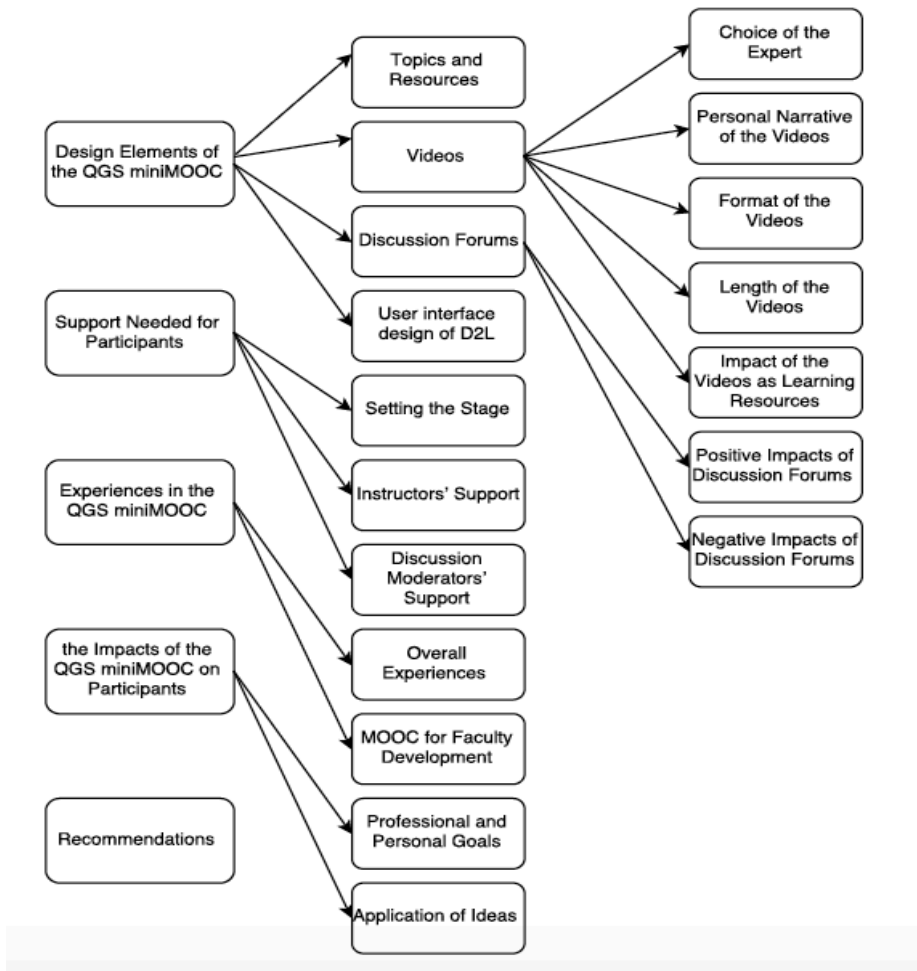 Design Elements of
the QGS miniMOOC
Support Needed for
Participants
Experiences in the
QGS miniMOOC
the Impacts of the
QGS miniMOOC on
Participants
Recommendations
Topics and
Resources
Videos
Discussion Forums
User interface
design of D2L
Setting the Stage
Instructors' Support
Discussion
Moderators'
Support
Overall
Experiences
MOOC for Faculty
Development
Professional and
Personal Goals
Application of Ideas
Choice of the
Expert
Personal Narrative
of the Videos
Format of the
Videos
Length of the
Videos
Impact of the
Videos as Learning
Resources
Positive Impacts of
Discussion Forums
Negative Impacts of
Discussion Forums